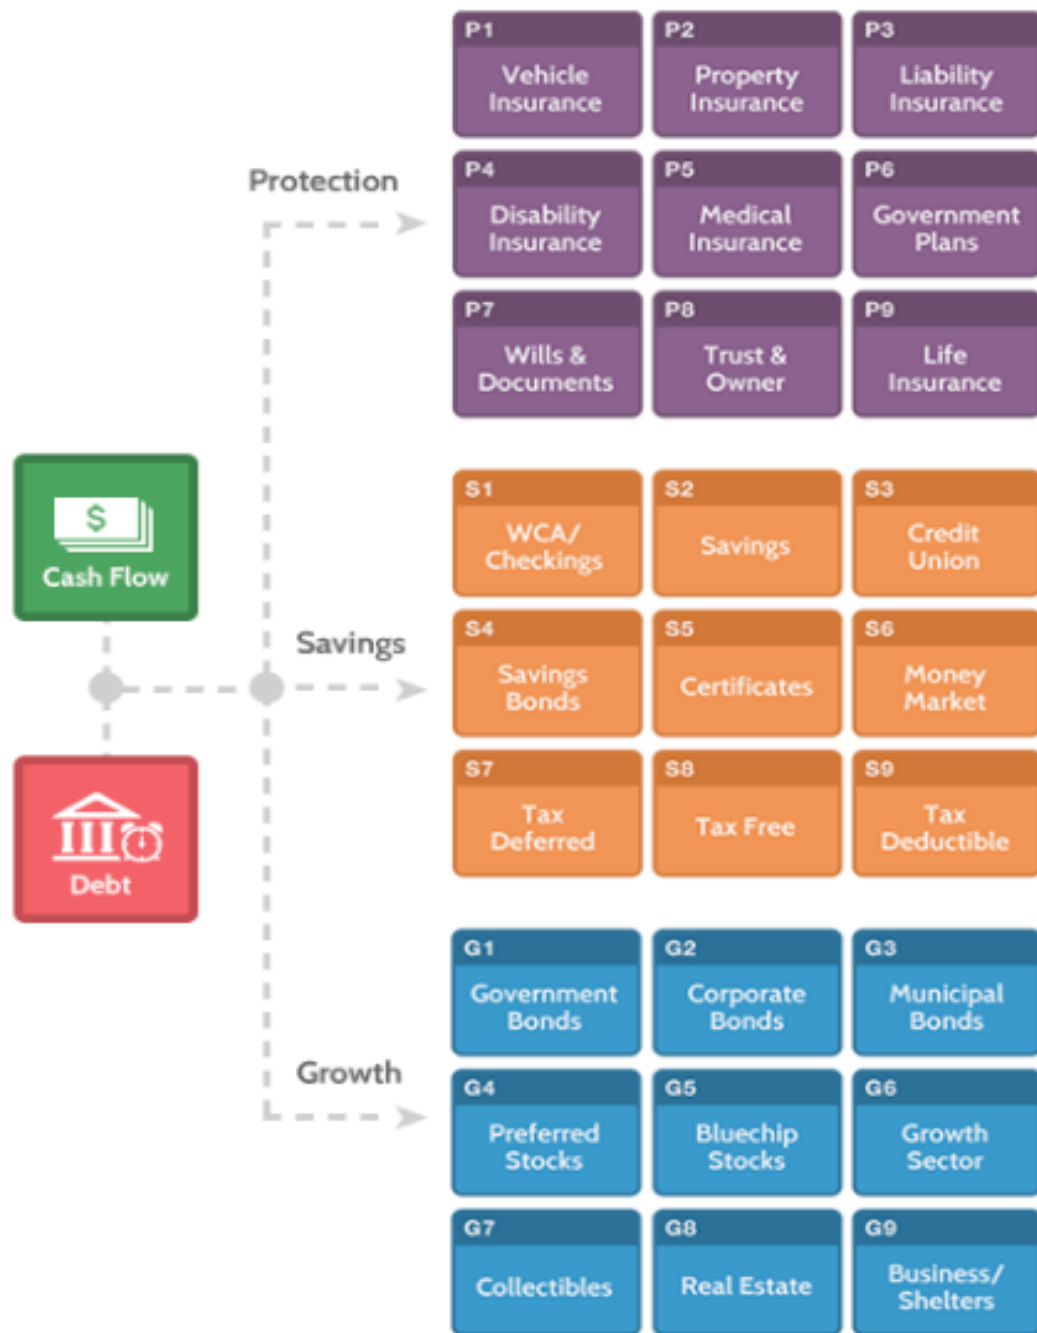 P1
Vehicle
Insurance
P2
Property
Insurance
P3
Liability
Insurance
Protection
P4
Disability
Insurance
P5
Medical
Insurance
P6
Government
Plans
P7
Wills &
Documents
P8
Trust &
Owner
P9
Life
Insurance
$
Cash Flow
Savings
S1
WCA/
Checkings
S2
Savings
S3
Credit
Union
S4
Savings
Bonds
S5
Certificates
S6
Money
Market
S7
Tax
Deferred
S8
Tax Free
S9
Tax
Deductible
Debt
Growth
G1
Government
Bonds
G2
Corporate
Bonds
G3
Municipal
Bonds
G4
Preferred
Stocks
G5
Bluechip
Stocks
G6
Growth
Sector
G7
Collectibles
G8
Real Estate
G9
Business/
Shelters